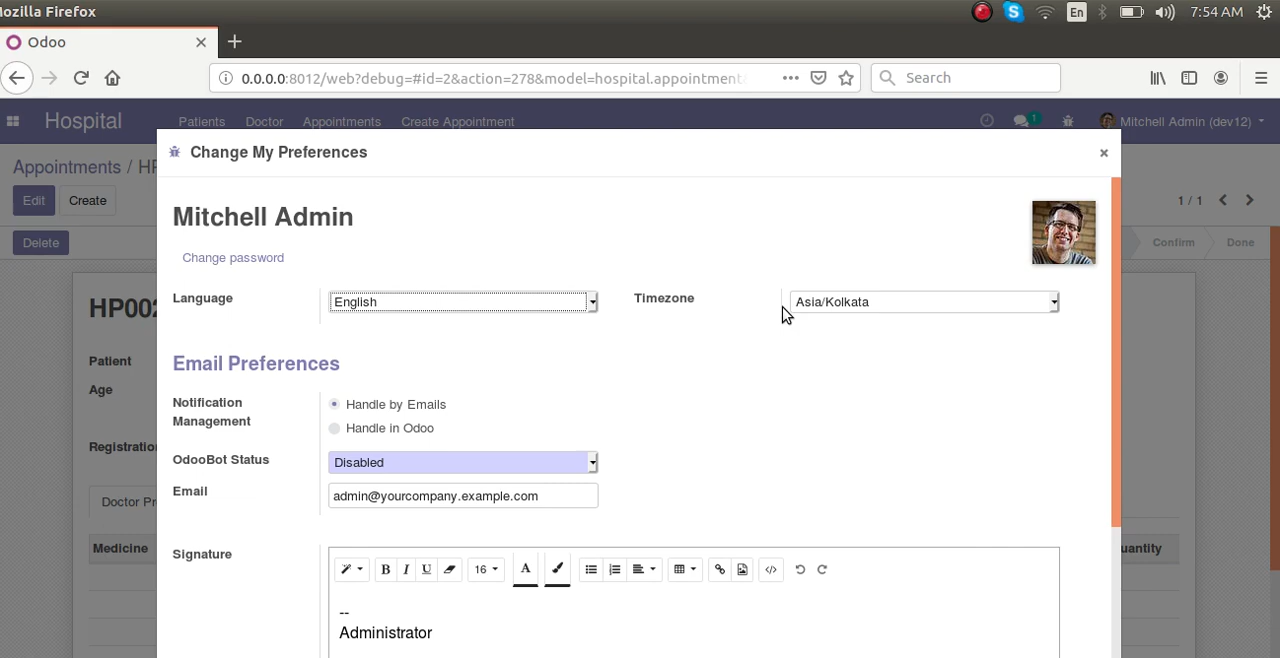 ozilla Firefox
En
7:54 AM
Odoo
0.0.0.0:8012/web?debug=#id=2&action=278&model=hospital.appointment
Search
Hospital
Patients Doctor Appointments Create Appointment
1
Mitchell Admin (dev12)
Appointments / HP
Change My Preferences
×
Edit Create
1 / 1
Mitchell Admin
Delete
Confirm Done
Change password
HP002
Language English
Timezone Asia/Kolkata
Patient
Email Preferences
Age
Notification Management
Handle by Emails
Handle in Odoo
Registration
OdooBot Status Disabled
Email admin@yourcompany.example.com
Doctor Pr
Medicine
uantity
Signature
B I U 16 A </>
--
Administrator